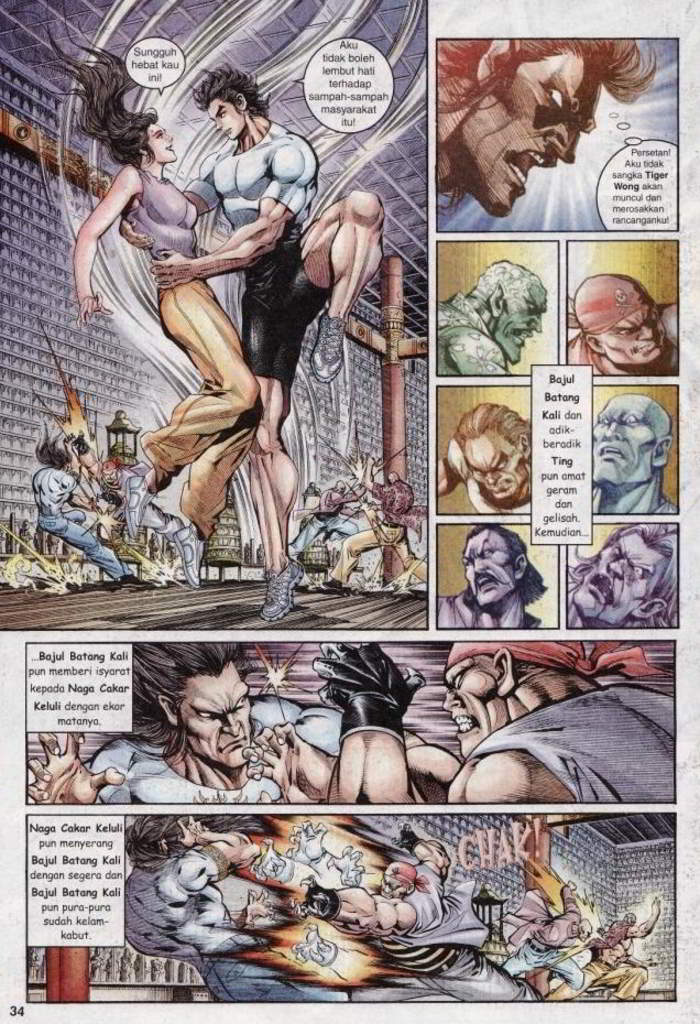 Sungguh
hebat kau
ini!
Aku
tidak boleh
lembut hati
terhadap
sampah-sampah
masyarakat
itu!
Persetan!
Aku tidak
sangka Tiger
Wong akan
muncul dan
merosakkan
rancanganku!
Bajul
Batang
Kali dan
adik-
beradik
Ting
pun amat
geram
dan
gelisah.
Kemudian...
...Bajul Batang Kali
pun memberi isyarat
kepada Naga Cakar
Keluli dengan ekor
matanya.
Naga Cakar Keluli
pun menyerang
Bajul Batang Kali
dengan segera dan
Bajul Batang Kali
pun pura-pura
sudah kelam-
kabut.
CHAK!
34